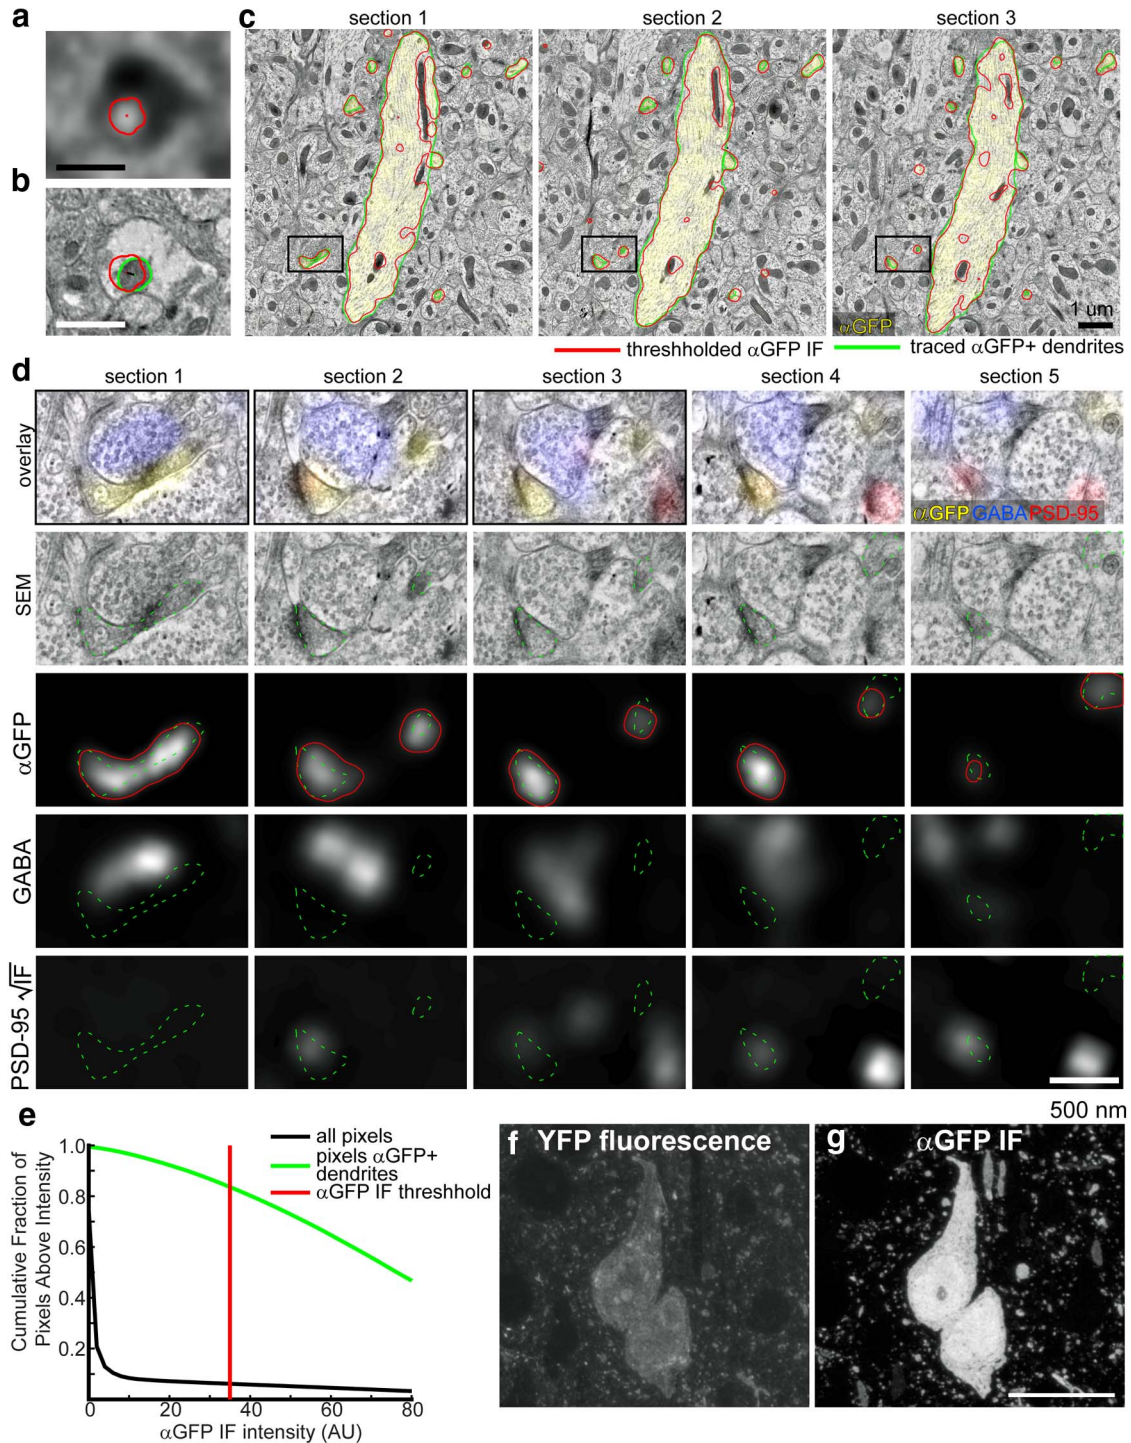 a
c
section 1
section 2
section 3
b
αGFP
1 um
threshholded αGFP IF
traced αGFP+ dendrites
d
section 1
section 2
section 3
section 4
section 5
overlay
αGFP GABA PSD-95
SEM
αGFP
GABA
PSD-95 √IF
500 nm
e
Cumulative Fraction of
Pixels Above Intensity
1.0
0.8
0.6
0.4
0.2
0
20
40
60
80
αGFP IF intensity (AU)
all pixels
pixels αGFP+
dendrites
αGFP IF threshhold
f YFP fluorescence
g αGFP IF